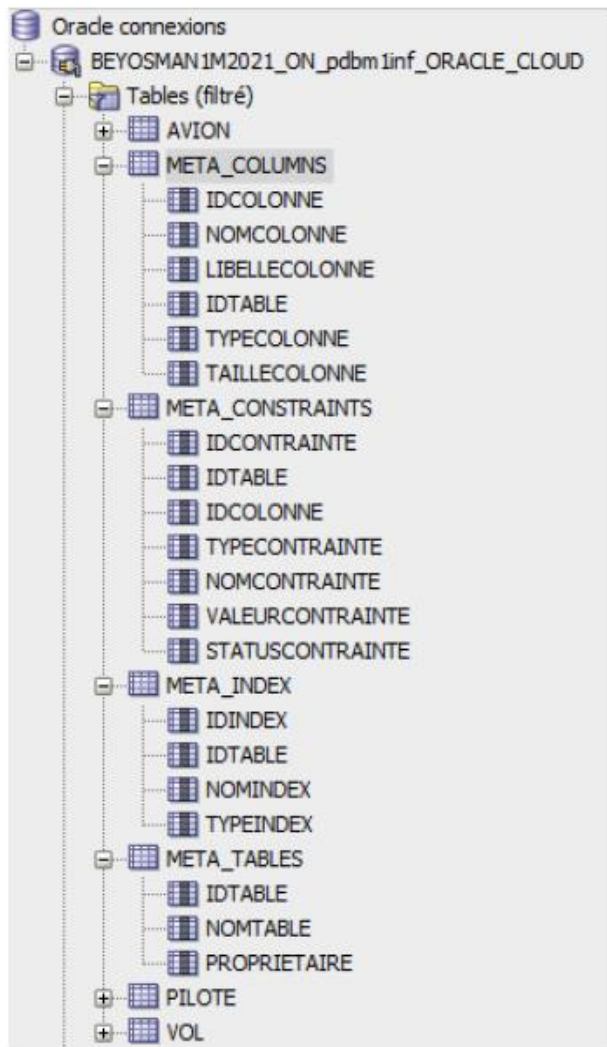 Oracle connexions
BEYOSMAN1M2021_ON_pdbm1inf_ORACLE_CLOUD
Tables (filtré)
AVION
META_COLUMNS
IDCOLONNE
NOMCOLONNE
LIBELLECOLONNE
IDTABLE
TYPECOLONNE
TAILLECOLONNE
META_CONSTRAINTS
IDCONTRAINTE
IDTABLE
IDCOLONNE
TYPECONTRAINTE
NOMCONTRAINTE
VALEURCONTRAINTE
STATUSCONTRAINTE
META_INDEX
IDINDEX
IDTABLE
NOMINDEX
TYPEINDEX
META_TABLES
IDTABLE
NOMTABLE
PROPRIETAIRE
PILOTE
VOL